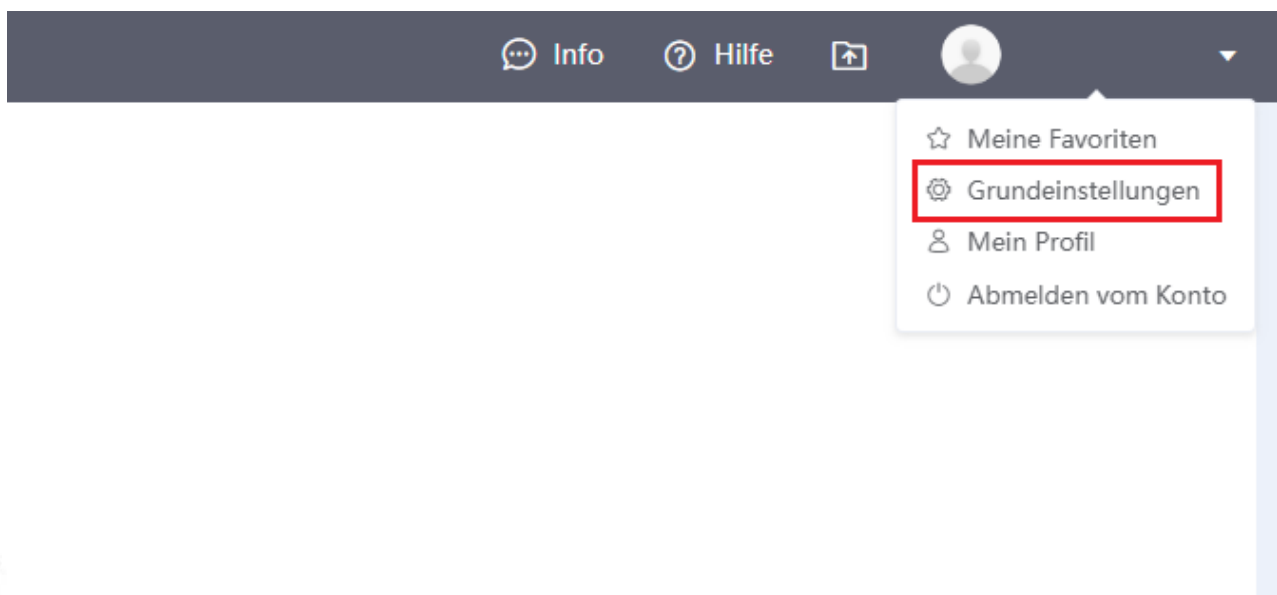 Info Hilfe
Meine Favoriten
Grundeinstellungen
Mein Profil
Abmelden vom Konto